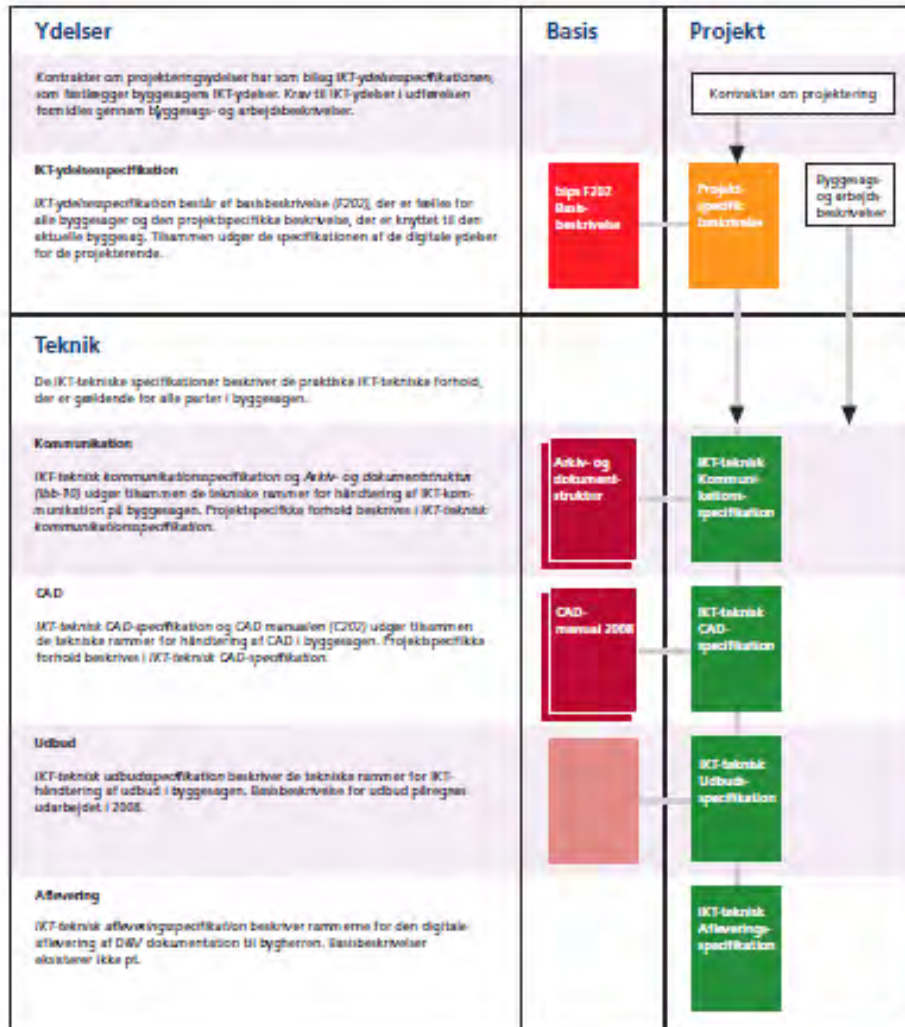 Ydelser
Basis
Projekt
Kontrakter om projekteringsydelser har som bilag IKT-ydelsesspecifikationen,
som fastlægger byggesagens IKT-ydelser. Krav til IKT-ydelser i udførelsen
formidles gennem byggesags- og arbejdsbeskrivelser.
Kontrakter om projektering
IKT-ydelsesspecifikation
IKT-ydelsesspecifikation består af basisbeskrivelse (F202), der er fælles for
alle byggesager og den projektspecifikke beskrivelse, der er knyttet til den
aktuelle byggesag. Tilsammen udgør de specifikationen af de digitale ydelser
for de projekterende.
bips F202
Basis-
beskrivelse
Projekt-
specifik
beskrivelse
Byggesags-
og arbejds-
beskrivelser
Teknik
De IKT-tekniske specifikationer beskriver de praktiske IKT-tekniske forhold,
der er gældende for alle parter i byggesagen.
Kommunikation
IKT-teknisk kommunikationsspecifikation og Arkiv- og dokumentstruktur
udgør tilsammen de tekniske rammer for håndtering af IKT-kom-
munikation på byggesagen. Projektspecifikke forhold beskrives i IKT-teknisk
kommunikationsspecifikation.
Arkiv- og
dokument-
struktur
IKT-teknisk
Kommuni-
kations-
specifikation
CAD
IKT-teknisk CAD-specifikation og CAD manualen (C202) udgør tilsammen
de tekniske rammer for håndtering af CAD i byggesagen. Projektspecifikke
forhold beskrives i IKT-teknisk CAD-specifikation.
CAD-
manual 2008
IKT-teknisk
CAD-
specifikation
Udbud
IKT-teknisk udbudsspecifikation beskriver de tekniske rammer for IKT-
håndtering af udbud i byggesagen. Basisbeskrivelse for udbud påregnes
udarbejdet i 2008.
IKT-teknisk
Udbuds-
specifikation
Aflevering
IKT-teknisk afleveringsspecifikation beskriver rammerne for den digitale
aflevering af D&V dokumentation til bygherren. Basisbeskrivelser
eksisterer ikke pt.
IKT-teknisk
Afleverings-
specifikation